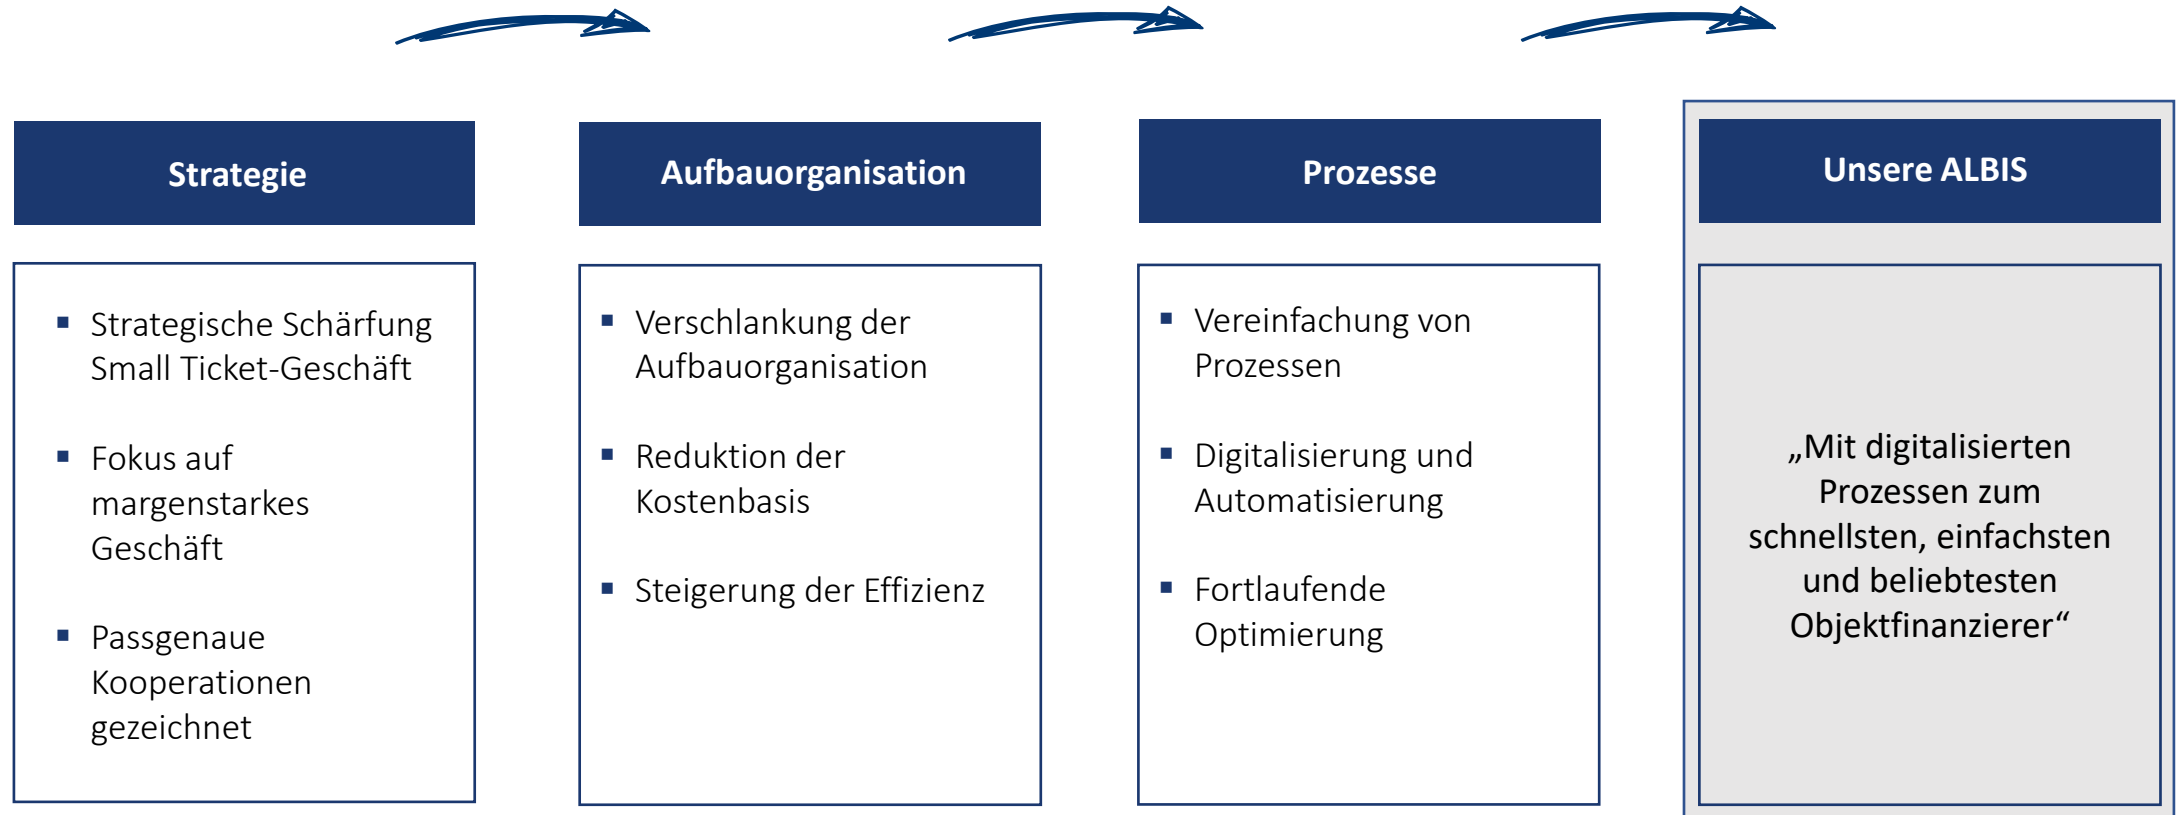 Strategie
Strategische Schärfung
Small Ticket-Geschäft
Fokus auf
margenstarkes
Geschäft
Passgenaue
Kooperationen
gezeichnet
Aufbauorganisation
Verschlankung der
Aufbauorganisation
Reduktion der
Kostenbasis
Steigerung der Effizienz
Prozesse
Vereinfachung von
Prozessen
Digitalisierung und
Automatisierung
Fortlaufende
Optimierung
Unsere ALBIS
„Mit digitalisierten
Prozessen zum
schnellsten, einfachsten
und beliebtesten
Objektfinanzierer“